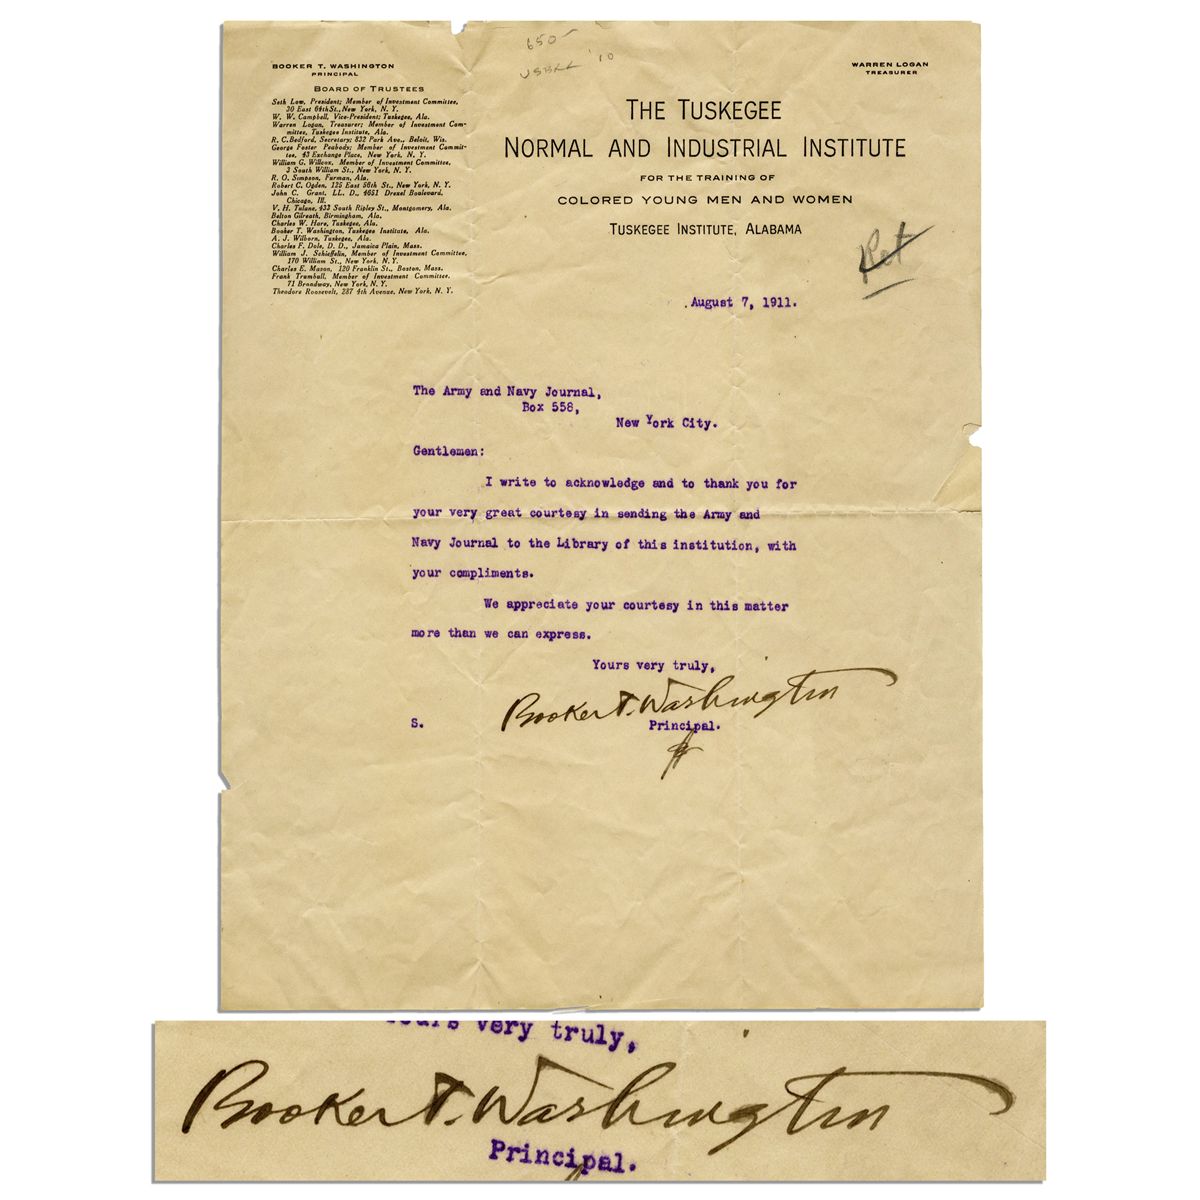 650-
BOOKER T. WASHINGTON
PRINCIPAL
BOARD OF TRUSTEES
Seth Low, President; Member of Investment Committee,
30 East 64th St., New York, N. Y.
W. W. Campbell, Vice-President; Tuskegee, Ala.
Warren Logan, Treasurer; Member of Investment Com-
mittee, Tuskegee Institute, Ala.
R. C. Bedford, Secretary; 832 Park Ave., Beloit, Wis.
George Foster Peabody; Member of Investment Commit-
tee, 43 Exchange Place, New York, N. Y.
William G. Willcox, Member of Investment Committee,
3 South William St., New York, N. Y.
R. O. Simpson, Furman, Ala.
Robert C. Ogden, 125 East 56th St., New York, N. Y.
John C. Grant, LL. D., 4651 Drexel Boulevard,
Chicago, Ill.
V. H. Tulane, 433 South Ripley St., Montgomery, Ala.
Belton Gilreath, Birmingham, Ala.
Charles W. Hare, Tuskegee, Ala.
Booker T. Washington, Tuskegee Institute, Ala.
A. J. Wilborn, Tuskegee, Ala.
Charles F. Dole, D. D., Jamaica Plain, Mass.
William J. Schieffelin, Member of Investment Committee,
170 William St., New York, N. Y.
Charles E. Mason, 120 Franklin St., Boston, Mass.
Frank Trumbull, Member of Investment Committee,
71 Broadway, New York, N. Y.
Theodore Roosevelt, 287 4th Avenue, New York, N. Y.
WARREN LOGAN
TREASURER
THE TUSKEGEE
NORMAL AND INDUSTRIAL INSTITUTE
FOR THE TRAINING OF
COLORED YOUNG MEN AND WOMEN
TUSKEGEE INSTITUTE, ALABAMA
August 7, 1911.
The Army and Navy Journal,
Box 558,
New York City.
Gentlemen:
I write to acknowledge and to thank you for
your very great courtesy in sending the Army and
Navy Journal to the Library of this institution, with
your compliments.
We appreciate your courtesy in this matter
more than we can express.
Yours very truly,
Booker T. Washington
S.
Principal.
Yours very truly,
Booker T. Washington
Principal.